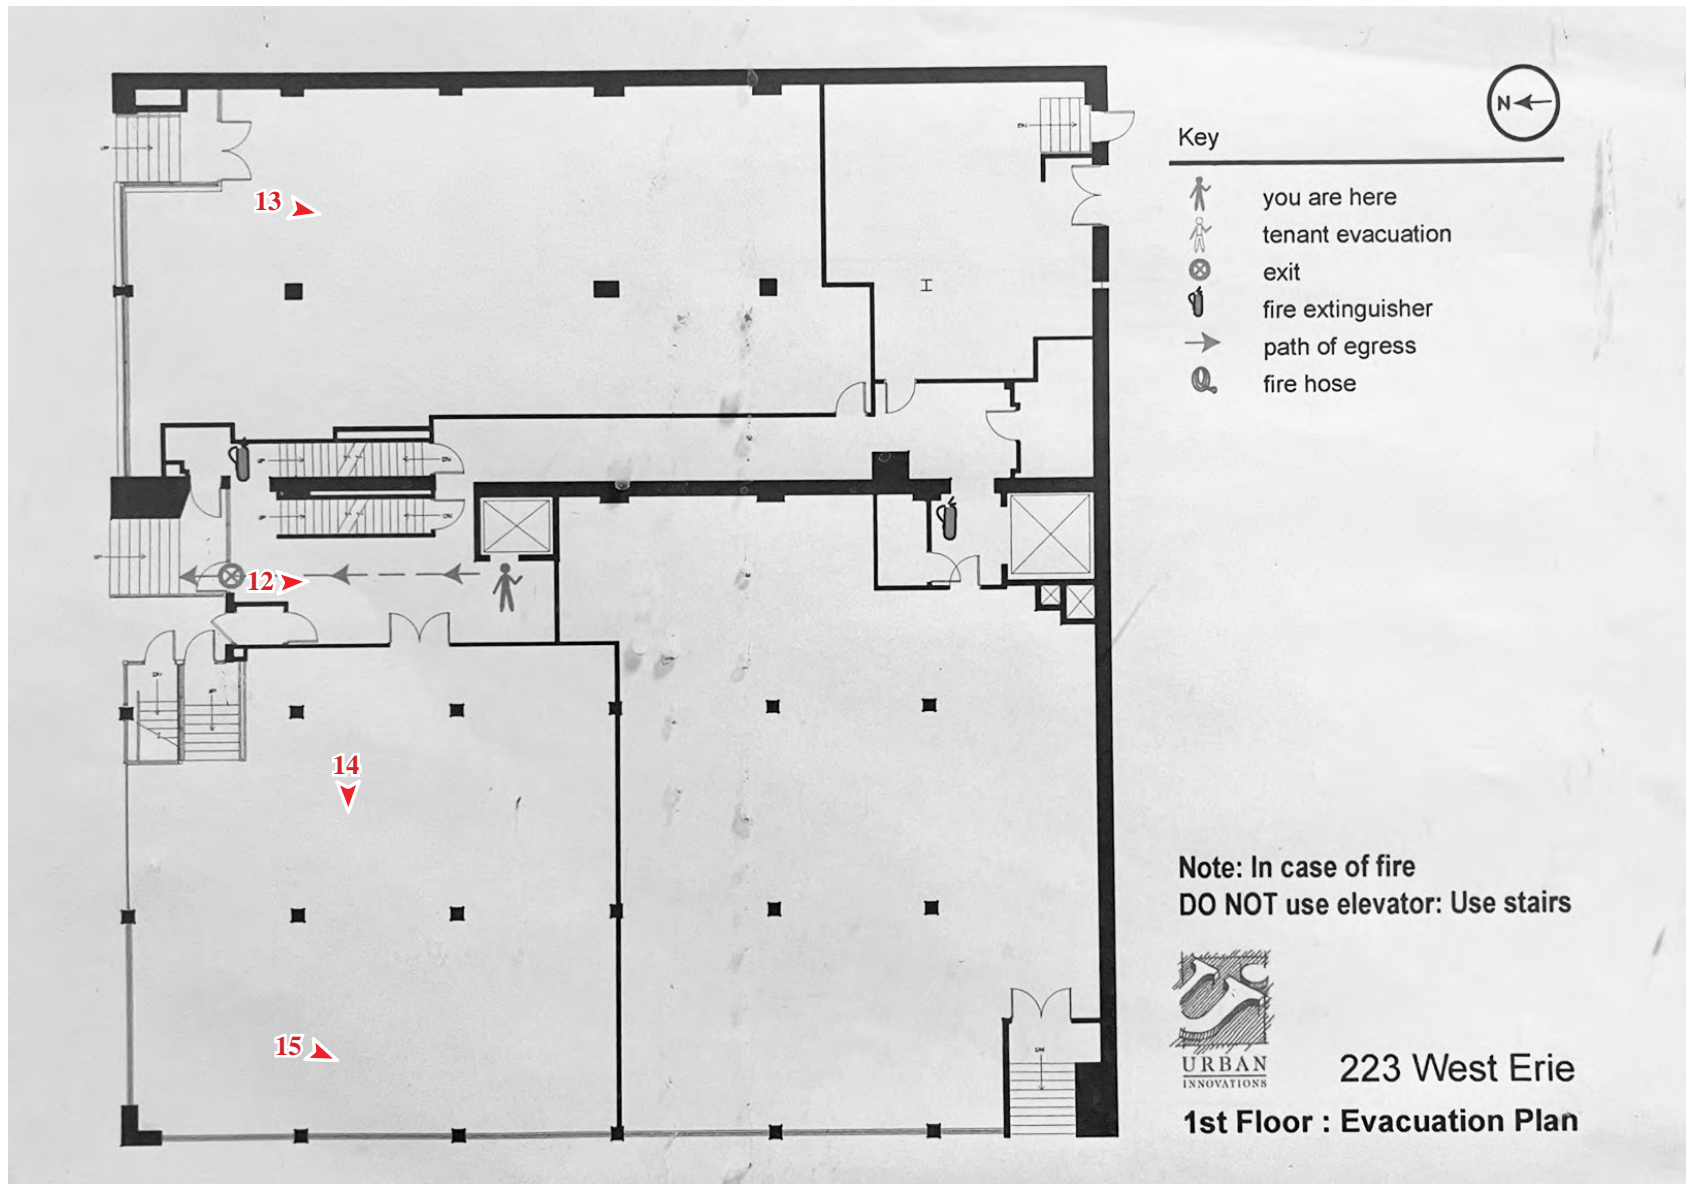 N
Key
you are here
tenant evacuation
exit
fire extinguisher
path of egress
fire hose
13
12
14
15
Note: In case of fire
DO NOT use elevator: Use stairs
URBAN
INNOVATIONS
223 West Erie
1st Floor : Evacuation Plan